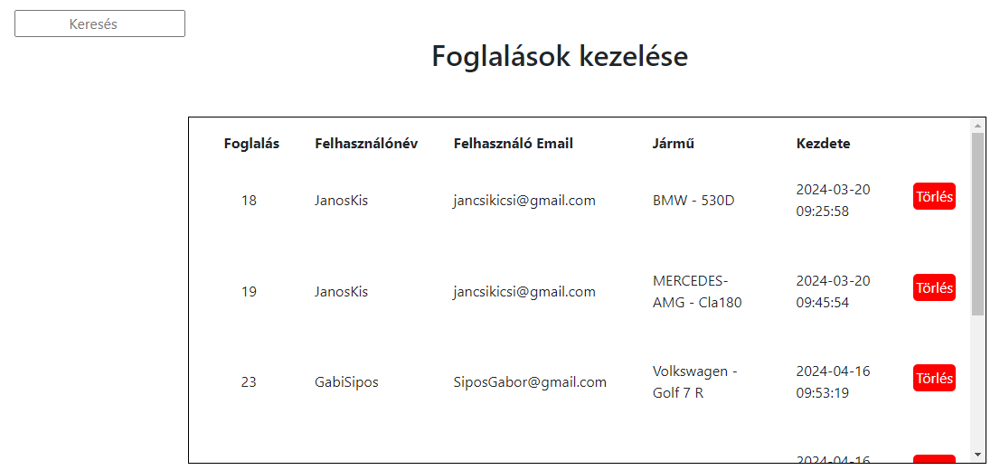 Keresés
Foglalások kezelése
Foglalás Felhasználónév Felhasználó Email Jármű Kezdete
18 JanosKis jancsikicsi@gmail.com BMW - 530D 2024-03-20 Törlés
09:25:58
19 JanosKis jancsikicsi@gmail.com MERCEDES- 2024-03-20 Törlés
AMG - Cla180 09:45:54
23 GabiSipos SiposGabor@gmail.com Volkswagen - 2024-04-16 Törlés
Golf 7 R 09:53:19
2024-04-16